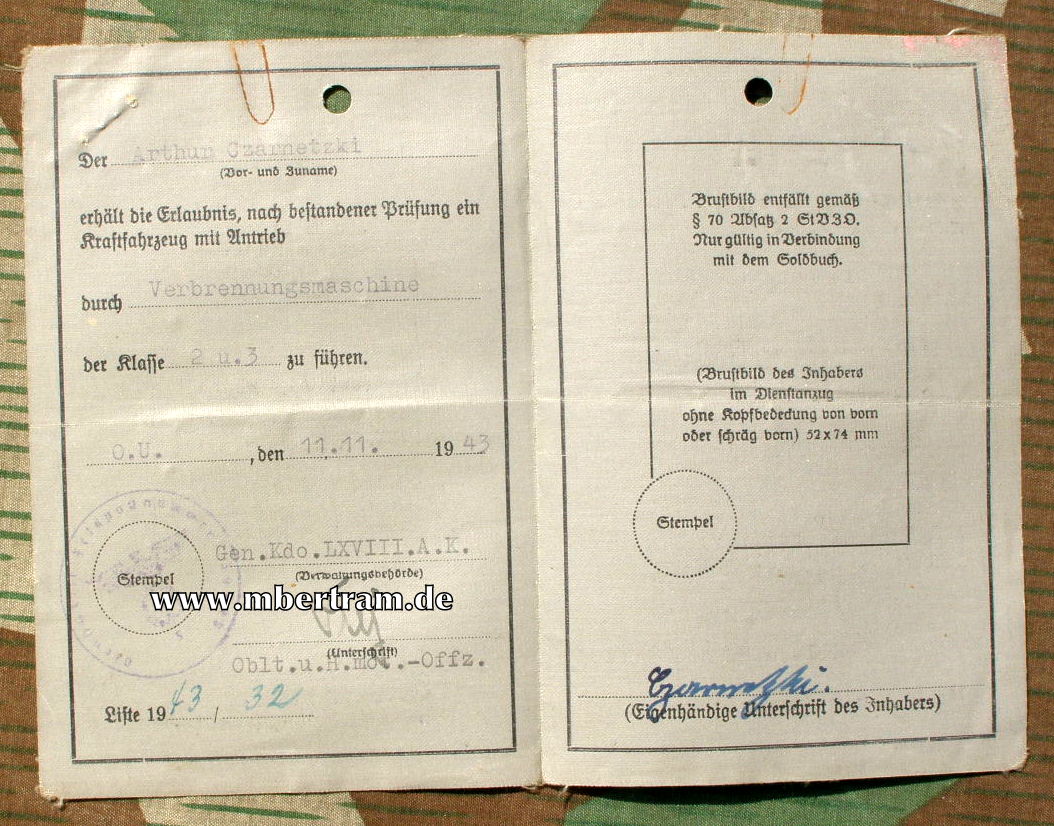 Der Arthur Czarnetzki
(Vor- und Zuname)
erhält die Erlaubnis, nach bestandener Prüfung ein
Kraftfahrzeug mit Antrieb
durch Verbrennungsmaschine
der Klasse 2 u.3 zu führen.
O.U. , den 11.11. 1943
Gen.Kdo.LXVIII.A.K.
(Verwaltungsbehörde)
Stempel
www.mbertram.de
(Unterschrift)
Oblt.u.H.mot.-Offz.
Liste 1943 / 32
Brustbild entfällt gemäß
§ 70 Absatz 2 StVZO.
Nur gültig in Verbindung
mit dem Soldbuch.
(Brustbild des Inhabers
im Dienstanzug
ohne Kopfbedeckung von vorn
oder schräg vorn) 52x74 mm
Stempel
Czarnetzki.
(Eigenhändige Unterschrift des Inhabers)